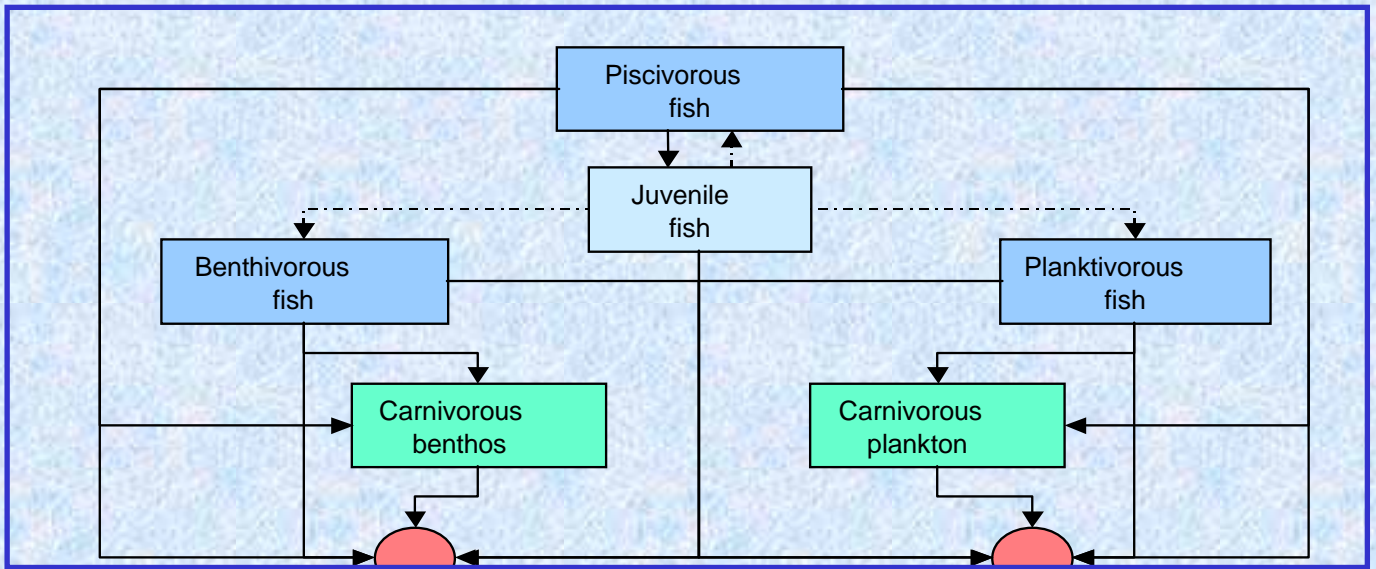 Piscivorous
fish
Juvenile
fish
Benthivorous
fish
Planktivorous
fish
Carnivorous
benthos
Carnivorous
plankton